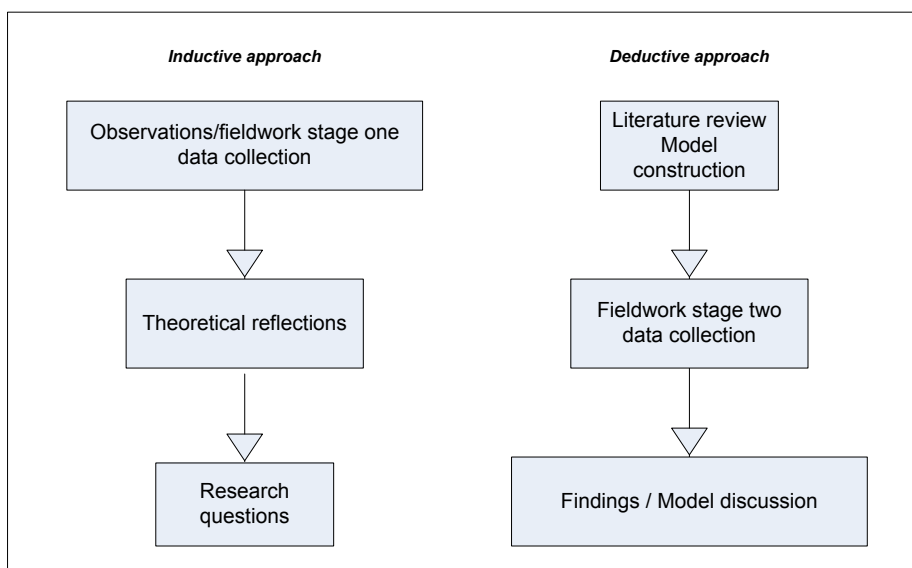 Inductive approach
Observations/fieldwork stage one
data collection
Theoretical reflections
Research
questions
Deductive approach
Literature review
Model
construction
Fieldwork stage two
data collection
Findings / Model discussion